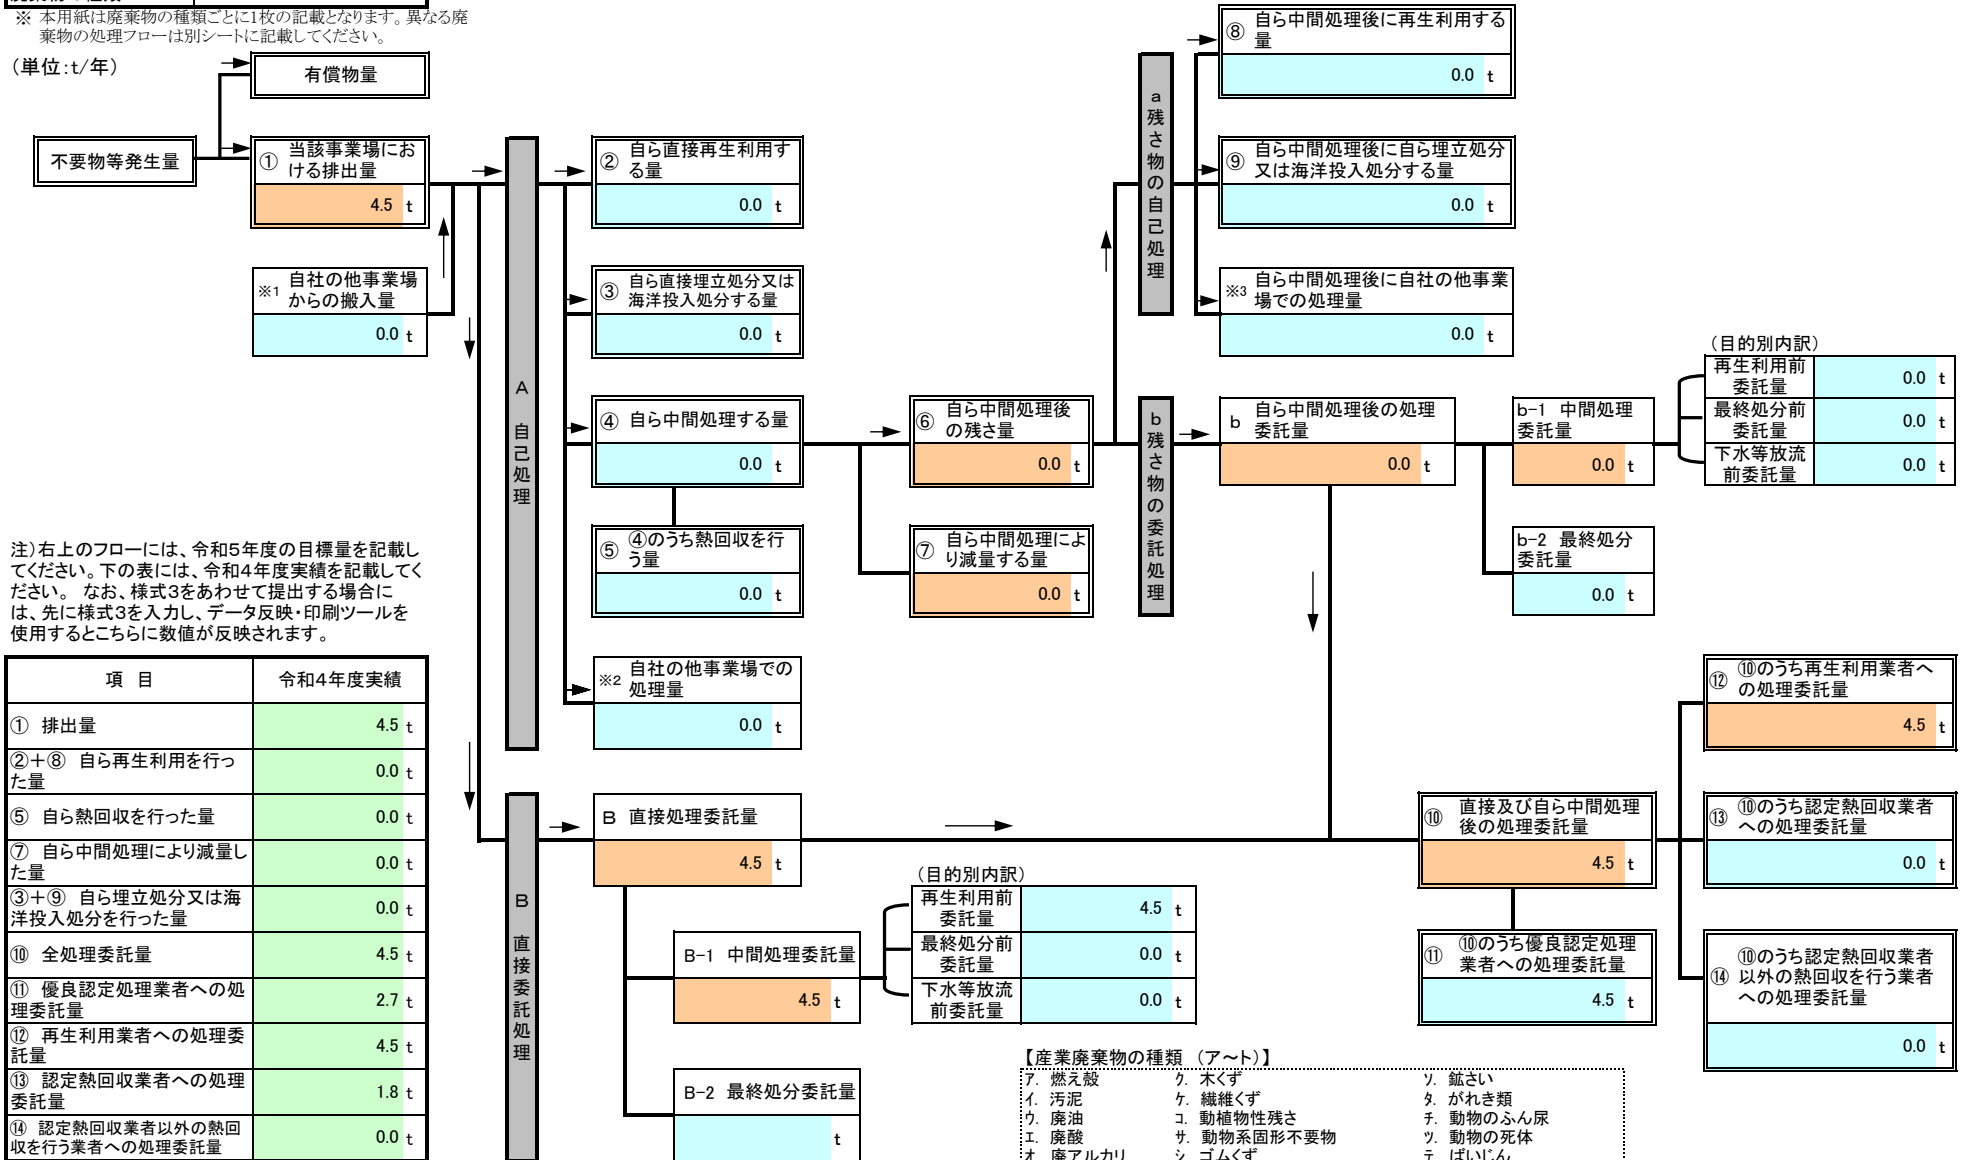 ※ 本用紙は廃棄物の種類ごとに1枚の記載となります。異なる廃
棄物の処理フローは別シートに記載してください。
(単位:t/年)
有償物量
不要物等発生量
① 当該事業場にお
ける排出量
4.5 t
※1 自社の他事業場
からの搬入量
0.0 t
A 自己処理
② 自ら直接再生利用す
る量
0.0 t
③ 自ら直接埋立処分又は
海洋投入処分する量
0.0 t
④ 自ら中間処理する量
0.0 t
⑤ ④のうち熱回収を行
う量
0.0 t
※2 自社の他事業場での
処理量
0.0 t
⑥ 自ら中間処理後
の残さ量
0.0 t
⑦ 自ら中間処理によ
り減量する量
0.0 t
a 残さ物の自己処理
⑧ 自ら中間処理後に再生利用する
量
0.0 t
⑨ 自ら中間処理後に自ら埋立処分
又は海洋投入処分する量
0.0 t
※3 自ら中間処理後に自社の他事業
場での処理量
0.0 t
b 残さ物の委託処理
b 自ら中間処理後の処理
委託量
0.0 t
b-1 中間処理
委託量
0.0 t
b-2 最終処分
委託量
0.0 t
(目的別内訳)
再生利用前
委託量
0.0 t
最終処分前
委託量
0.0 t
下水等放流
前委託量
0.0 t
注)右上のフローには、令和5年度の目標量を記載し
てください。下の表には、令和4年度実績を記載してく
ださい。 なお、様式3をあわせて提出する場合に
は、先に様式3を入力し、データ反映・印刷ツールを
使用するとこちらに数値が反映されます。
項 目 令和4年度実績
① 排出量 4.5 t
②+⑧ 自ら再生利用を行っ
た量 0.0 t
⑤ 自ら熱回収を行った量 0.0 t
⑦ 自ら中間処理により減量し
た量 0.0 t
③+⑨ 自ら埋立処分又は海
洋投入処分を行った量 0.0 t
⑩ 全処理委託量 4.5 t
⑪ 優良認定処理業者への処
理委託量 2.7 t
⑫ 再生利用業者への処理委
託量 4.5 t
⑬ 認定熱回収業者への処理
委託量 1.8 t
⑭ 認定熱回収業者以外の熱回
収を行う業者への処理委託量 0.0 t
B 直接委託処理
B 直接処理委託量
4.5 t
B-1 中間処理委託量
4.5 t
B-2 最終処分委託量
t
(目的別内訳)
再生利用前
委託量
4.5 t
最終処分前
委託量
0.0 t
下水等放流
前委託量
0.0 t
⑩ 直接及び自ら中間処理
後の処理委託量
4.5 t
⑪ ⑩のうち優良認定処理
業者への処理委託量
4.5 t
⑫ ⑩のうち再生利用業者へ
の処理委託量
4.5 t
⑬ ⑩のうち認定熱回収業者
への処理委託量
0.0 t
⑭ ⑩のうち認定熱回収業者
以外の熱回収を行う業者
への処理委託量
0.0 t
【産業廃棄物の種類 (ア~ト)】
ア. 燃え殻 ク. 木くず ソ. 鉱さい
イ. 汚泥 ケ. 繊維くず タ. がれき類
ウ. 廃油 コ. 動植物性残さ チ. 動物のふん尿
エ. 廃酸 サ. 動物系固形不要物 ツ. 動物の死体
オ. 廃アルカリ シ. ゴムくず テ. ばいじん